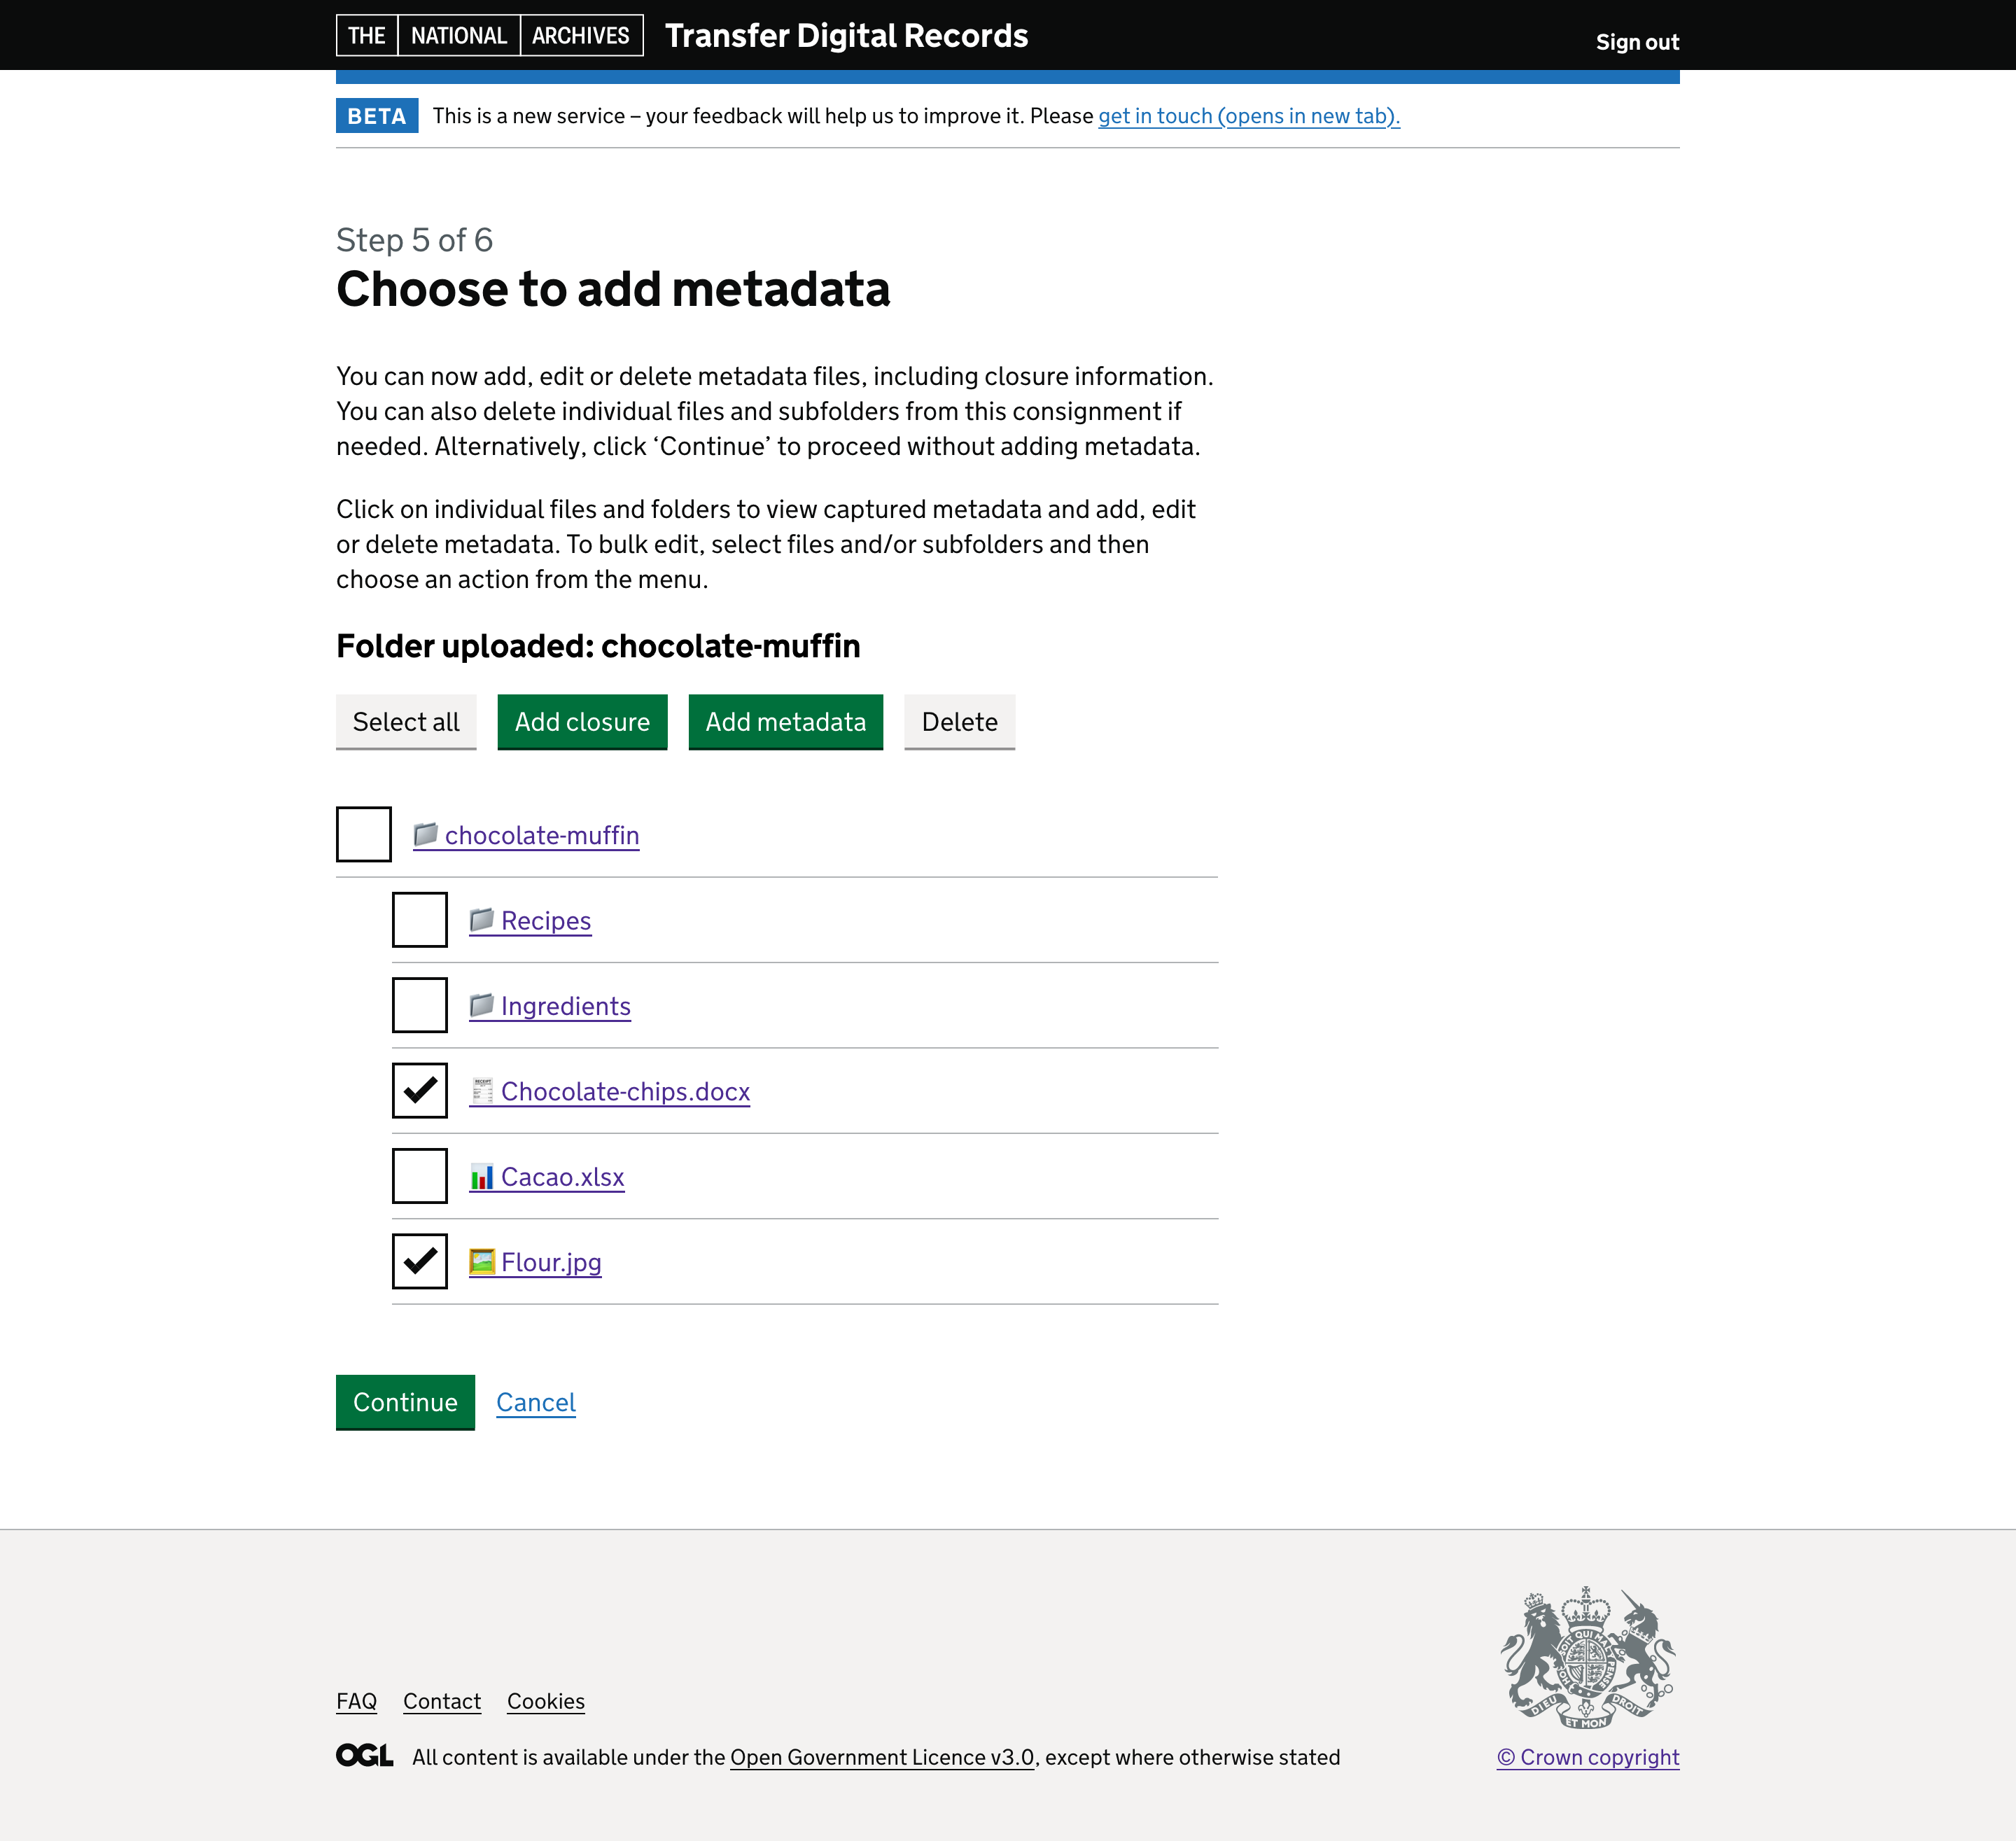 THE NATIONAL ARCHIVES Transfer Digital Records
Sign out
BETA This is a new service – your feedback will help us to improve it. Please get in touch (opens in new tab).
Step 5 of 6
Choose to add metadata
You can now add, edit or delete metadata files, including closure information.
You can also delete individual files and subfolders from this consignment if
needed. Alternatively, click ‘Continue’ to proceed without adding metadata.
Click on individual files and folders to view captured metadata and add, edit
or delete metadata. To bulk edit, select files and/or subfolders and then
choose an action from the menu.
Folder uploaded: chocolate-muffin
Select all Add closure Add metadata Delete
chocolate-muffin
Recipes
Ingredients
RECEIPT
Chocolate-chips.docx
Cacao.xlsx
Flour.jpg
Continue Cancel
DIEU ET MON DROIT
FAQ Contact Cookies
OGL All content is available under the Open Government Licence v3.0, except where otherwise stated
© Crown copyright